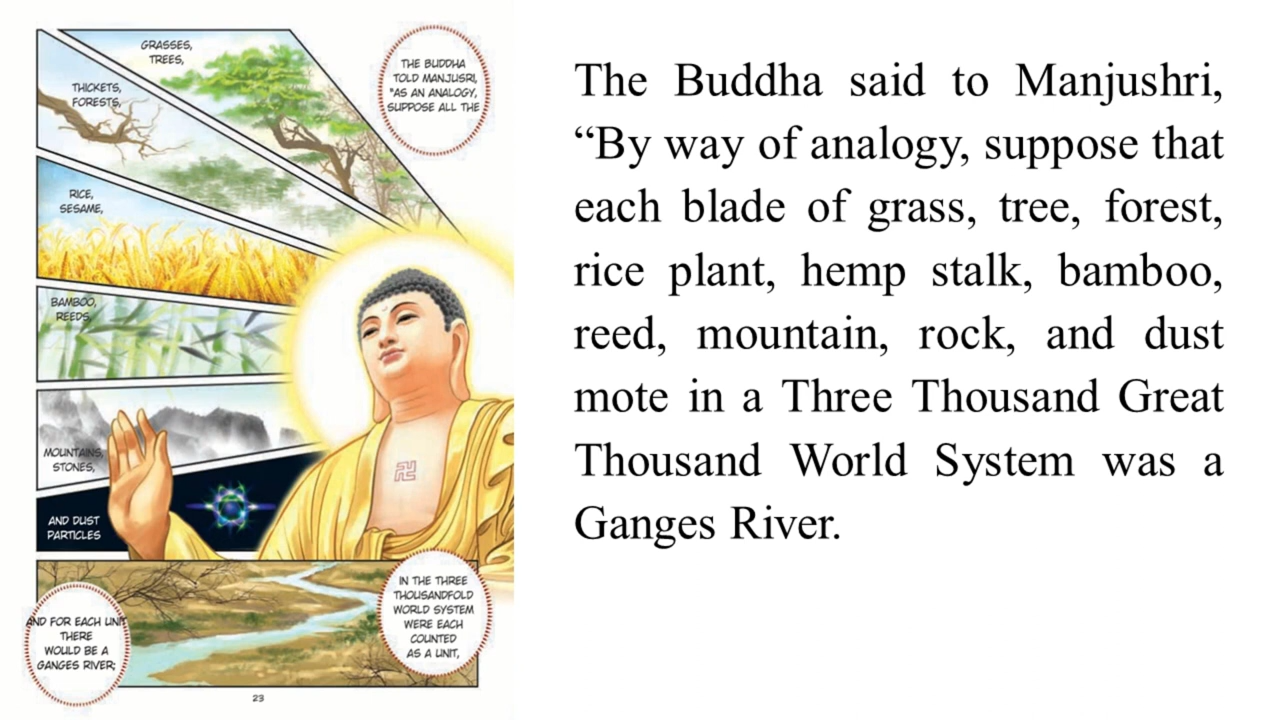 THE BUDDHA
TOLD MANJUSRI,
"AS AN ANALOGY,
SUPPOSE ALL THE
GRASSES,
TREES,
THICKETS,
FORESTS,
RICE,
SESAME,
BAMBOO,
REEDS,
MOUNTAINS,
STONES,
AND DUST
PARTICLES
卍
IN THE THREE
THOUSANDFOLD
WORLD SYSTEM
WERE EACH
COUNTED
AS A UNIT,
AND FOR EACH UNIT
THERE
WOULD BE A
GANGES RIVER;
23
The Buddha said to Manjushri,
“By way of analogy, suppose that
each blade of grass, tree, forest,
rice plant, hemp stalk, bamboo,
reed, mountain, rock, and dust
mote in a Three Thousand Great
Thousand World System was a
Ganges River.